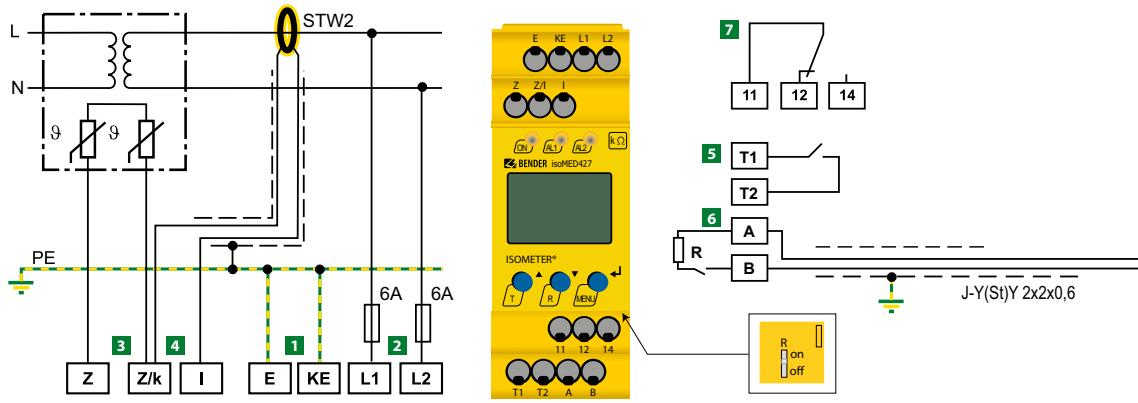 L
N
STW2
ϑ
ϑ
PE
6A
6A
3
4
1
2
Z
Z/k
I
E
KE
L1
L2
E KE L1 L2
Z Z/I I
ON AL1 AL2 kΩ
BENDER isoMED427
ISOMETER®
T R MENU
11 12 14
T1 T2 A B
7
11
12
14
5
T1
T2
6
A
R
B
J-Y(St)Y 2x2x0,6
R
on
off